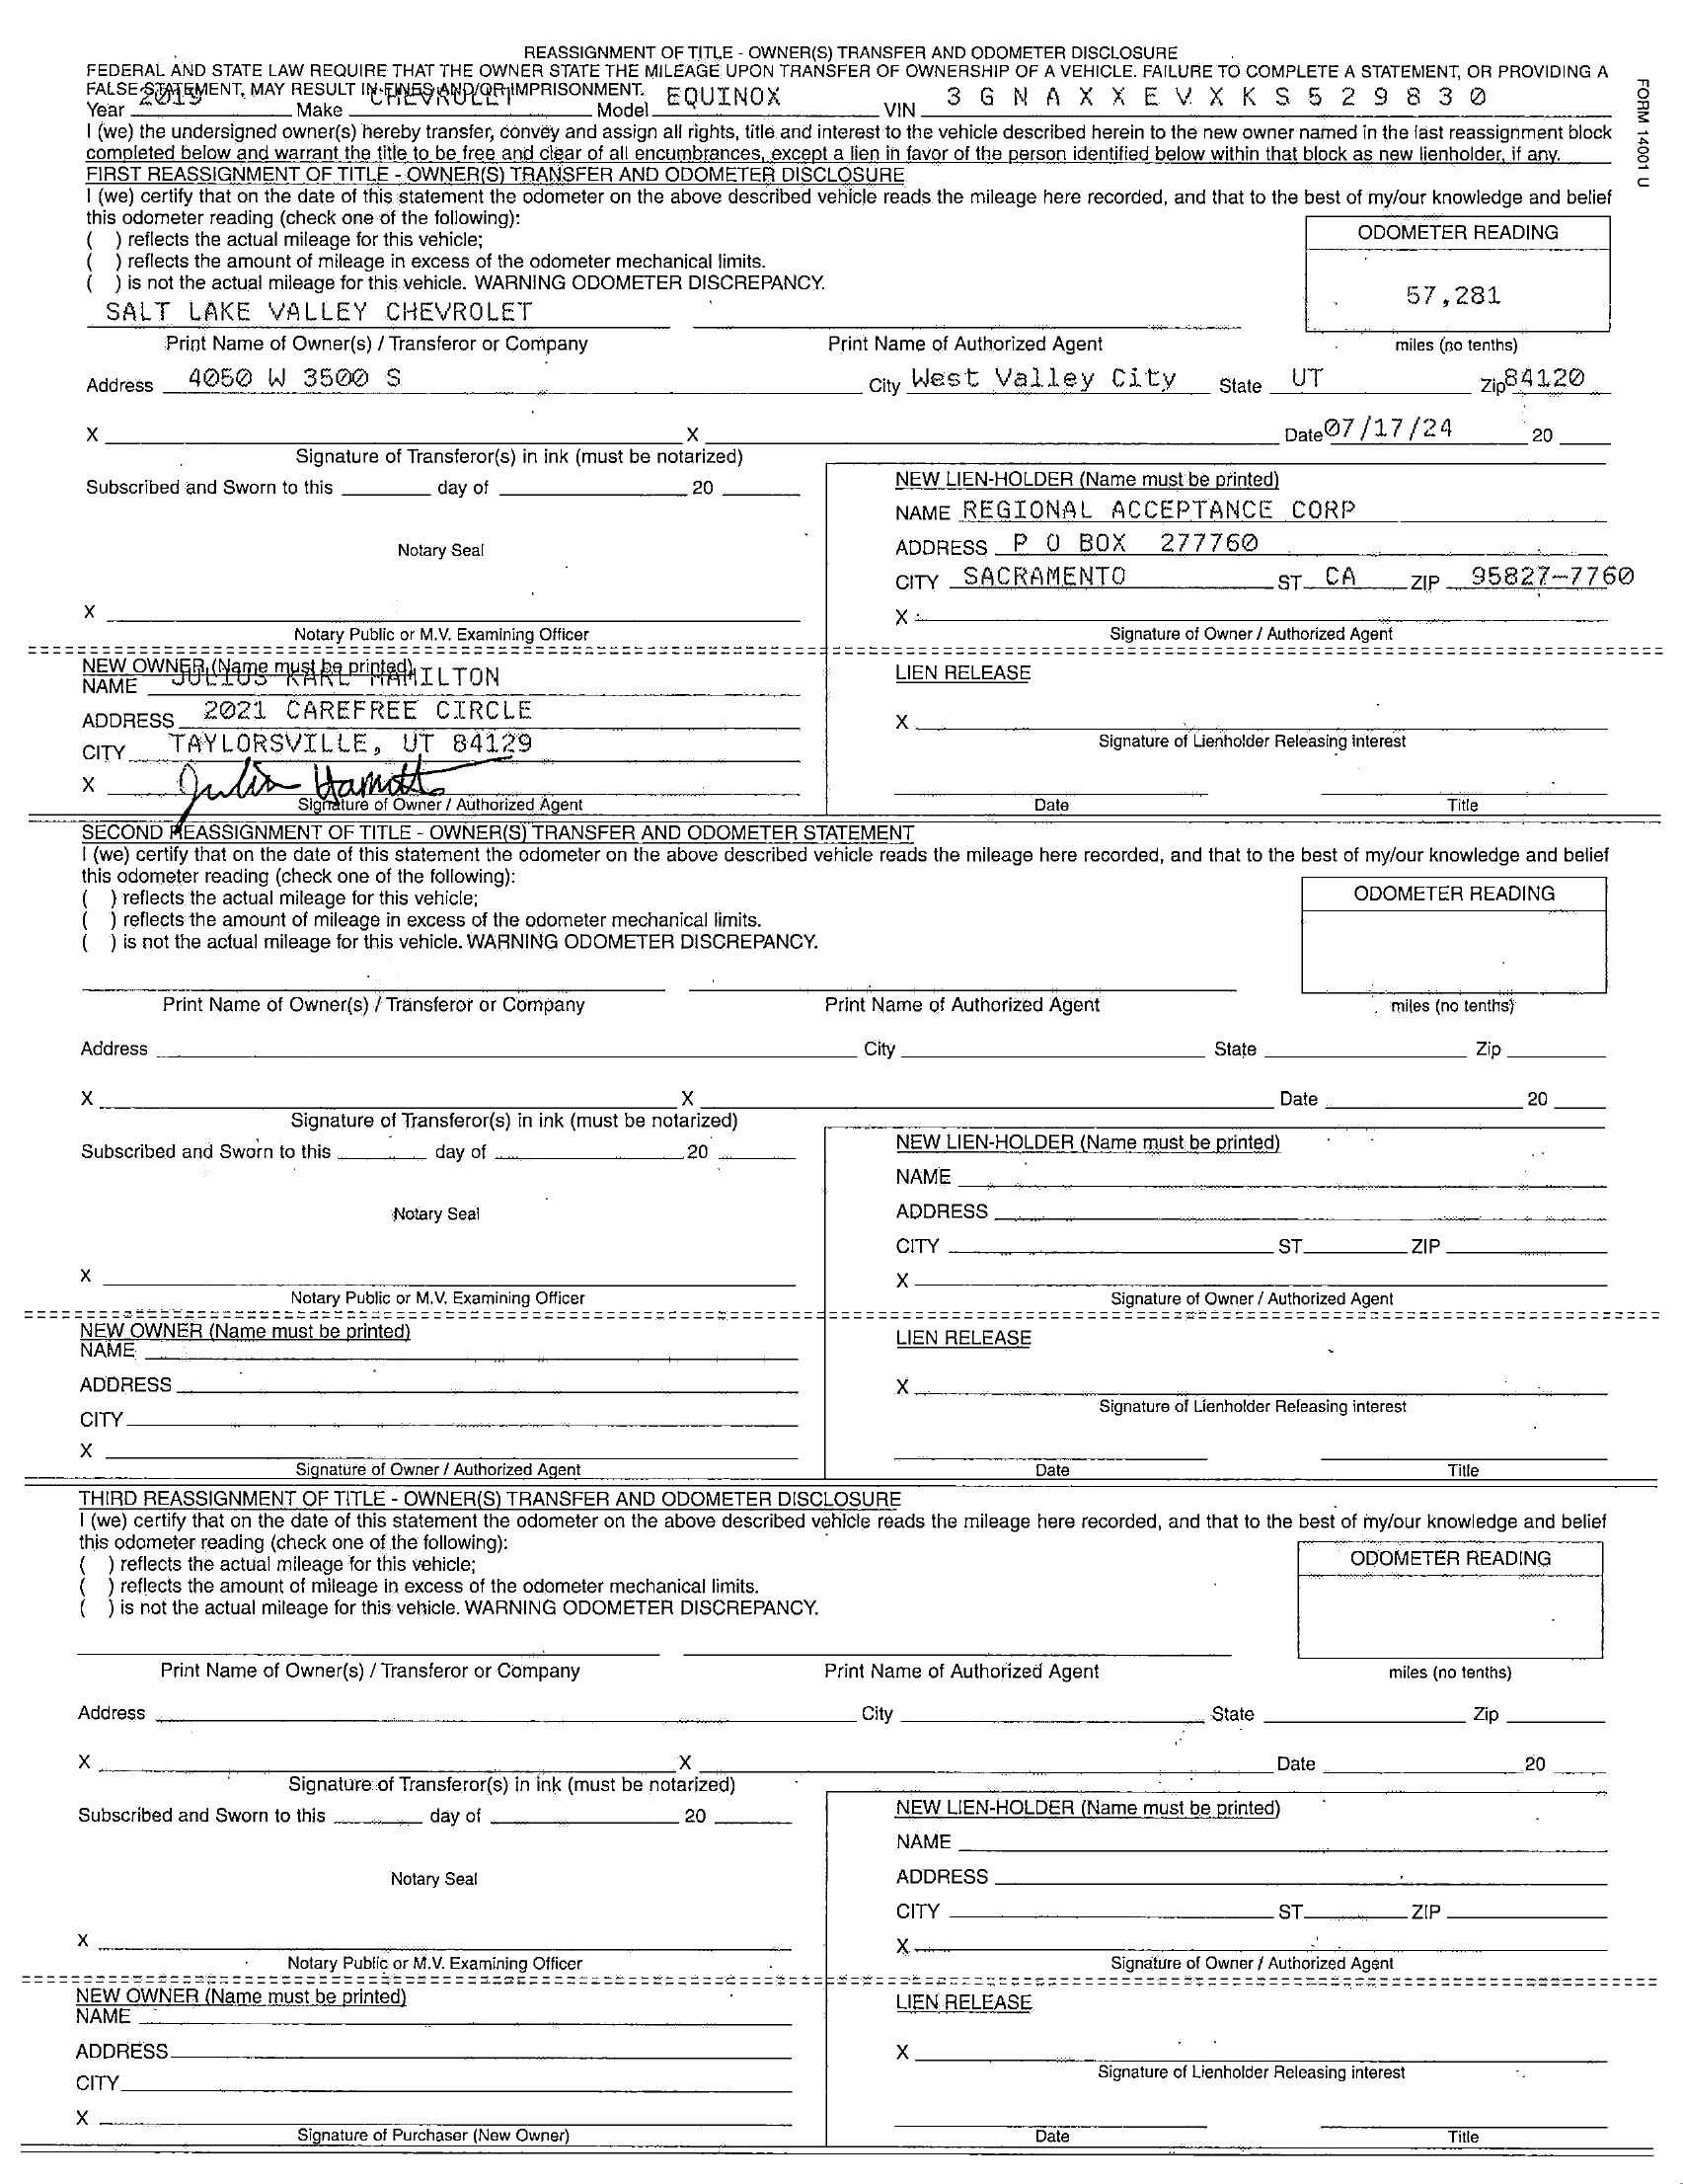 REASSIGNMENT OF TITLE - OWNER(S) TRANSFER AND ODOMETER DISCLOSURE
FEDERAL AND STATE LAW REQUIRE THAT THE OWNER STATE THE MILEAGE UPON TRANSFER OF OWNERSHIP OF A VEHICLE. FAILURE TO COMPLETE A STATEMENT, OR PROVIDING A
FALSE STATEMENT, MAY RESULT IN FINES AND/OR IMPRISONMENT.
Year 2019 Make CHEVROLET Model EQUINOX VIN 3 G N A X X E V X K S 5 2 9 8 3 0
I (we) the undersigned owner(s) hereby transfer, convey and assign all rights, title and interest to the vehicle described herein to the new owner named in the last reassignment block
completed below and warrant the title to be free and clear of all encumbrances, except a lien in favor of the person identified below within that block as new lienholder, if any.
FORM 14001 U
FIRST REASSIGNMENT OF TITLE - OWNER(S) TRANSFER AND ODOMETER DISCLOSURE
I (we) certify that on the date of this statement the odometer on the above described vehicle reads the mileage here recorded, and that to the best of my/our knowledge and belief
this odometer reading (check one of the following):
( ) reflects the actual mileage for this vehicle;
( ) reflects the amount of mileage in excess of the odometer mechanical limits.
( ) is not the actual mileage for this vehicle. WARNING ODOMETER DISCREPANCY.
ODOMETER READING
57,281
miles (no tenths)
SALT LAKE VALLEY CHEVROLET
Print Name of Owner(s) / Transferor or Company Print Name of Authorized Agent
Address 4050 W 3500 S City West Valley City State UT Zip 84120
X X Date 07/17/24 20
Signature of Transferor(s) in ink (must be notarized)
Subscribed and Sworn to this day of 20
Notary Seal
X
Notary Public or M.V. Examining Officer
NEW LIEN-HOLDER (Name must be printed)
NAME REGIONAL ACCEPTANCE CORP
ADDRESS P O BOX 277760
CITY SACRAMENTO ST CA ZIP 95827-7760
X
Signature of Owner / Authorized Agent
NEW OWNER (Name must be printed)
NAME JULIUS KARL HAMILTON
ADDRESS 2021 CAREFREE CIRCLE
CITY TAYLORSVILLE, UT 84129
X
Signature of Owner / Authorized Agent
LIEN RELEASE
X
Signature of Lienholder Releasing interest
Date Title
SECOND REASSIGNMENT OF TITLE - OWNER(S) TRANSFER AND ODOMETER STATEMENT
I (we) certify that on the date of this statement the odometer on the above described vehicle reads the mileage here recorded, and that to the best of my/our knowledge and belief
this odometer reading (check one of the following):
( ) reflects the actual mileage for this vehicle;
( ) reflects the amount of mileage in excess of the odometer mechanical limits.
( ) is not the actual mileage for this vehicle. WARNING ODOMETER DISCREPANCY.
ODOMETER READING
miles (no tenths)
Print Name of Owner(s) / Transferor or Company Print Name of Authorized Agent
Address City State Zip
X X Date 20
Signature of Transferor(s) in ink (must be notarized)
Subscribed and Sworn to this day of 20
Notary Seal
X
Notary Public or M.V. Examining Officer
NEW LIEN-HOLDER (Name must be printed)
NAME
ADDRESS
CITY ST ZIP
X
Signature of Owner / Authorized Agent
NEW OWNER (Name must be printed)
NAME
ADDRESS
CITY
X
Signature of Owner / Authorized Agent
LIEN RELEASE
X
Signature of Lienholder Releasing interest
Date Title
THIRD REASSIGNMENT OF TITLE - OWNER(S) TRANSFER AND ODOMETER DISCLOSURE
I (we) certify that on the date of this statement the odometer on the above described vehicle reads the mileage here recorded, and that to the best of my/our knowledge and belief
this odometer reading (check one of the following):
( ) reflects the actual mileage for this vehicle;
( ) reflects the amount of mileage in excess of the odometer mechanical limits.
( ) is not the actual mileage for this vehicle. WARNING ODOMETER DISCREPANCY.
ODOMETER READING
miles (no tenths)
Print Name of Owner(s) / Transferor or Company Print Name of Authorized Agent
Address City State Zip
X X Date 20
Signature of Transferor(s) in ink (must be notarized)
Subscribed and Sworn to this day of 20
Notary Seal
X
Notary Public or M.V. Examining Officer
NEW LIEN-HOLDER (Name must be printed)
NAME
ADDRESS
CITY ST ZIP
X
Signature of Owner / Authorized Agent
NEW OWNER (Name must be printed)
NAME
ADDRESS
CITY
X
Signature of Purchaser (New Owner)
LIEN RELEASE
X
Signature of Lienholder Releasing interest
Date Title